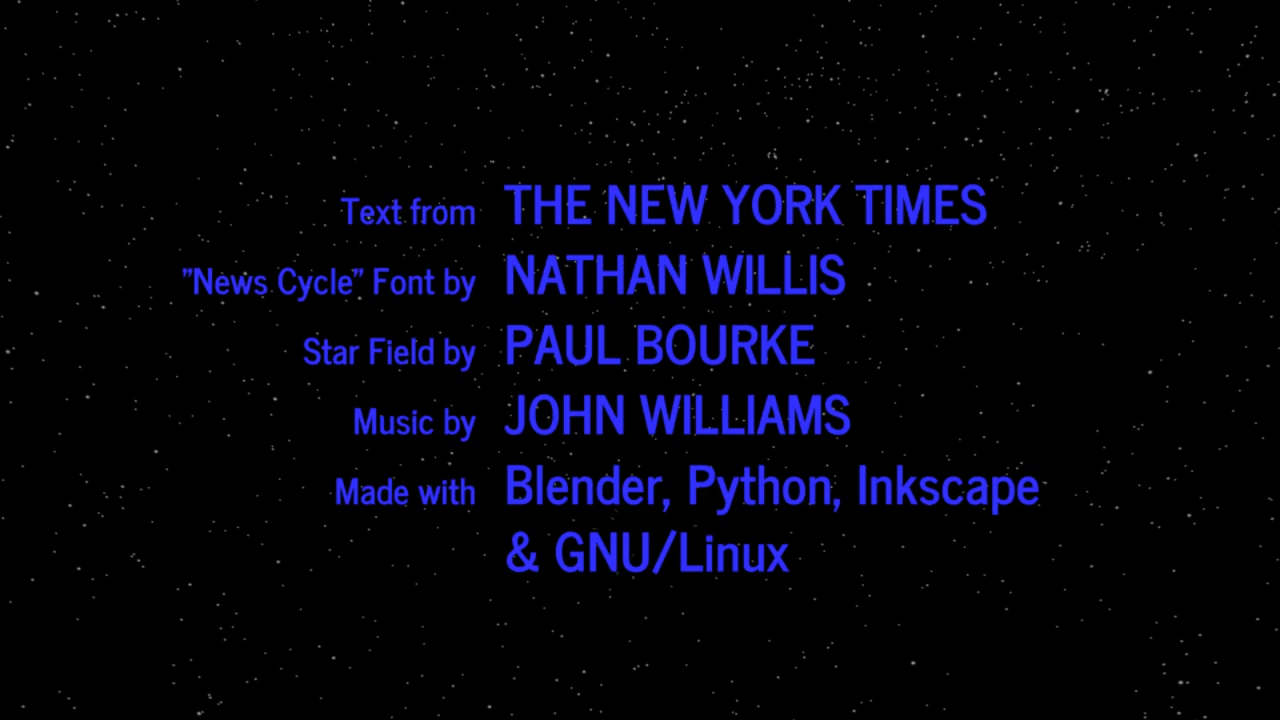 Text from THE NEW YORK TIMES
"News Cycle" Font by NATHAN WILLIS
Star Field by PAUL BOURKE
Music by JOHN WILLIAMS
Made with Blender, Python, Inkscape
& GNU/Linux